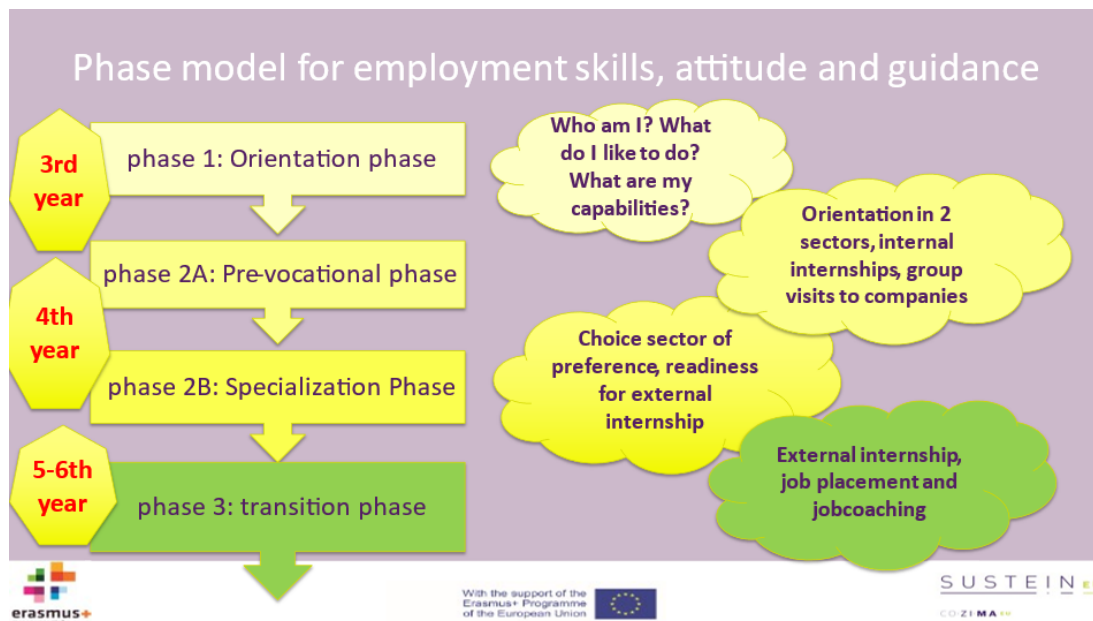 Phase model for employment skills, attitude and guidance
3rd
year
phase 1: Orientation phase
Who am I? What
do I like to do?
What are my
capabilities?
phase 2A: Pre-vocational phase
Orientation in 2
sectors, internal
internships, group
visits to companies
4th
year
phase 2B: Specialization Phase
Choice sector of
preference, readiness
for external
internship
5-6th
year
phase 3: transition phase
External internship,
job placement and
jobcoaching
erasmus+
With the support of the
Erasmus+ Programme
of the European Union
SUSTEIN
CO·ZI·MA